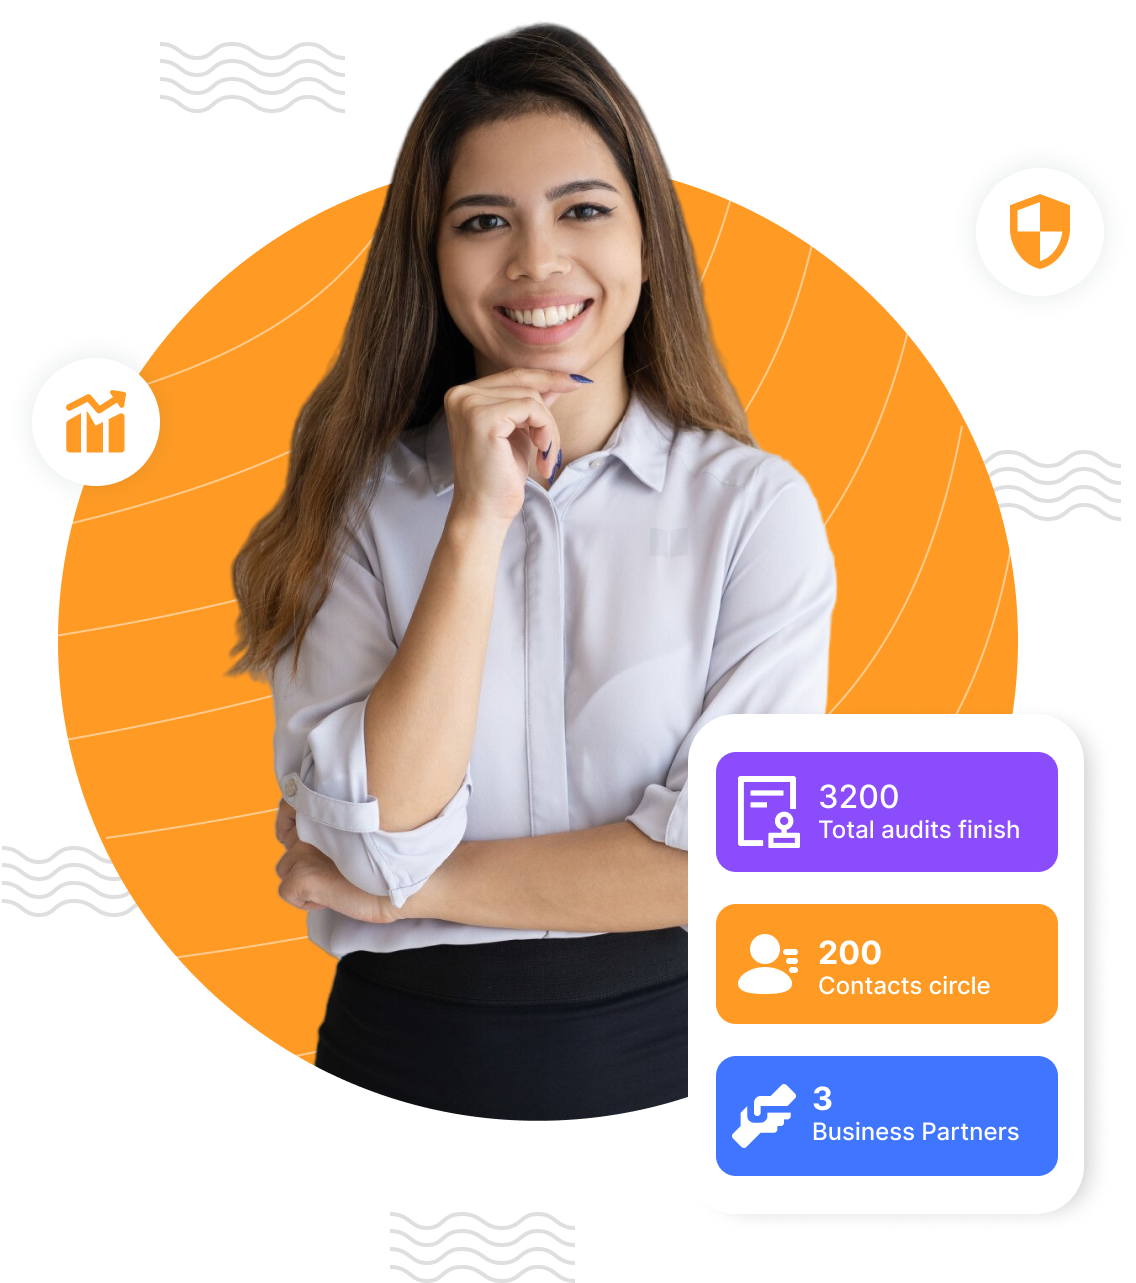 3200
Total audits finish
200
Contacts circle
3
Business Partners